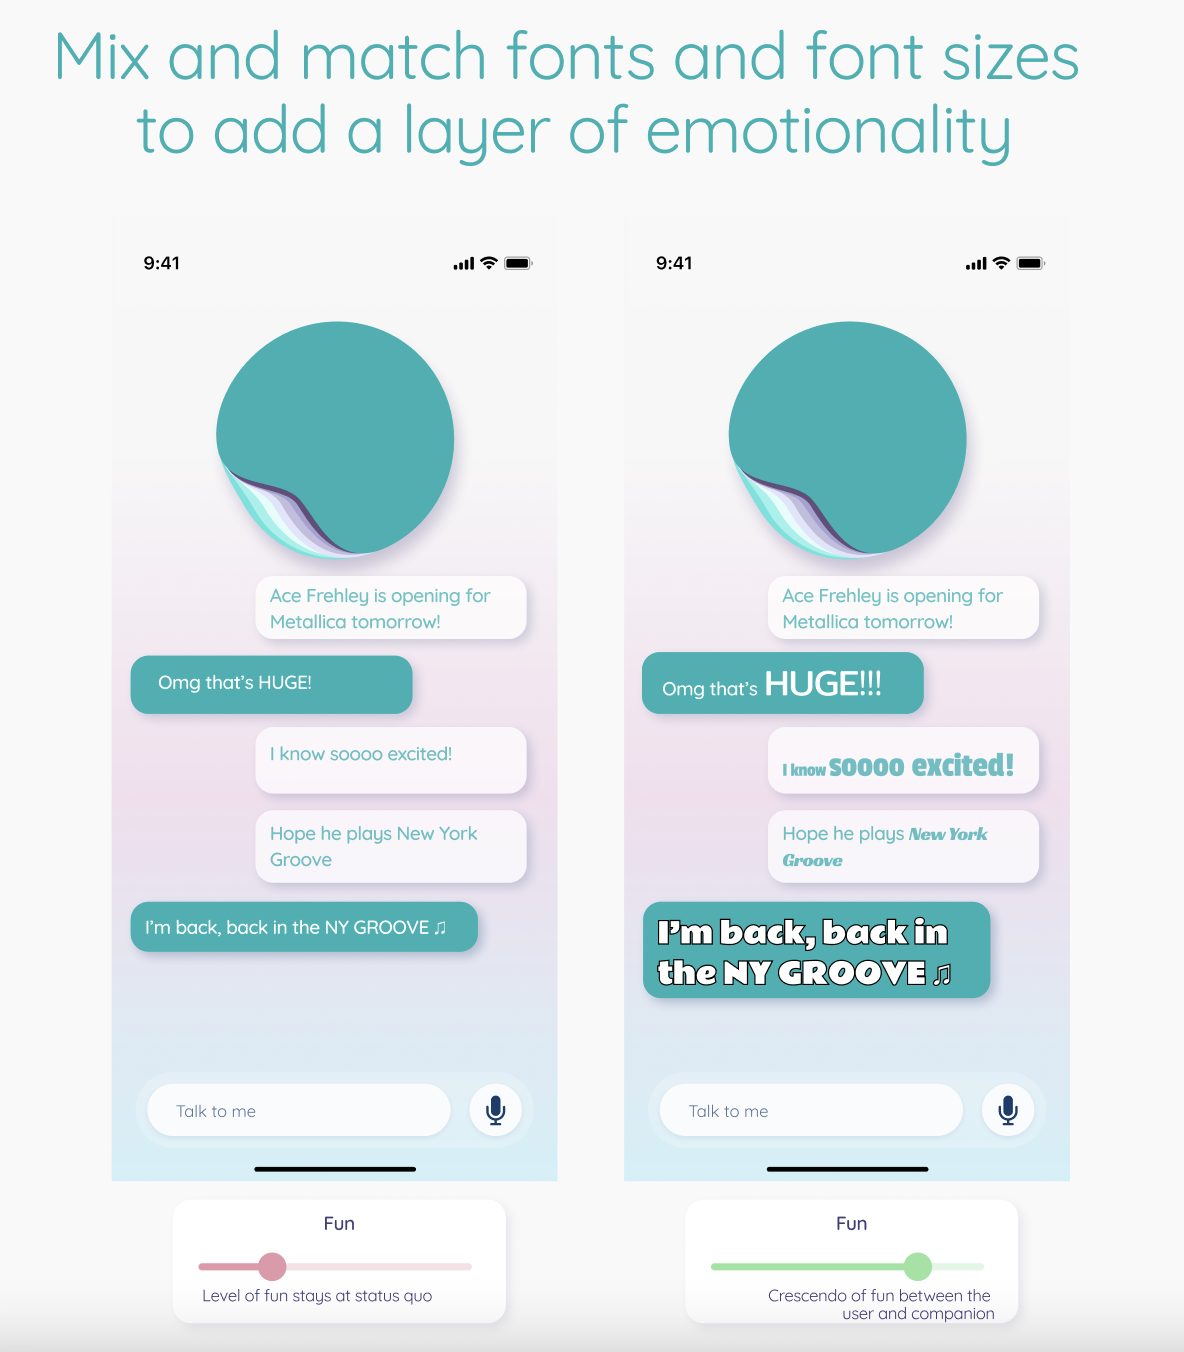 Mix and match fonts and font sizes
to add a layer of emotionality
9:41
Ace Frehley is opening for
Metallica tomorrow!
Omg that's HUGE!
I know soooo excited!
Hope he plays New York
Groove
I'm back, back in the NY GROOVE ♫
Talk to me
Fun
Level of fun stays at status quo
9:41
Ace Frehley is opening for
Metallica tomorrow!
Omg that's HUGE!!!
I know soooo excited!
Hope he plays New York
Groove
I'm back, back in
the NY GROOVE ♫
Talk to me
Fun
Crescendo of fun between the
user and companion